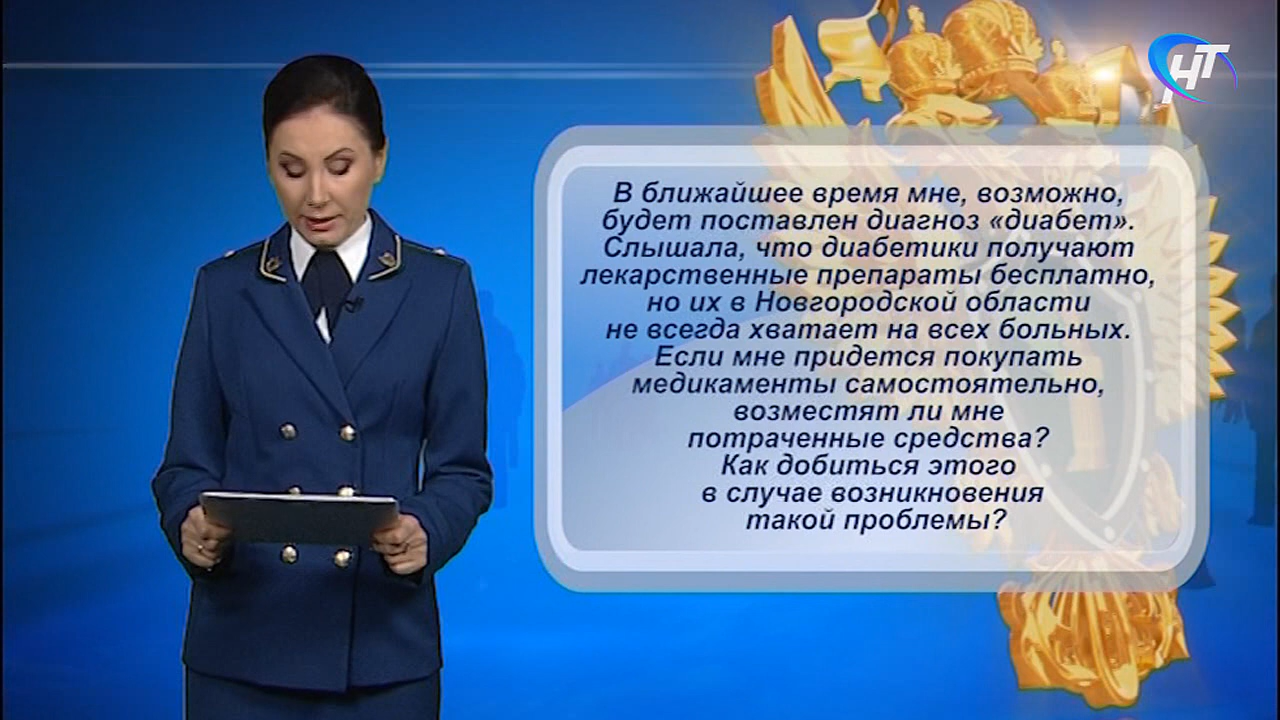 НТ
В ближайшее время мне, возможно,
будет поставлен диагноз «диабет».
Слышала, что диабетики получают
лекарственные препараты бесплатно,
но их в Новгородской области
не всегда хватает на всех больных.
Если мне придется покупать
медикаменты самостоятельно,
возместят ли мне
потраченные средства?
Как добиться этого
в случае возникновения
такой проблемы?